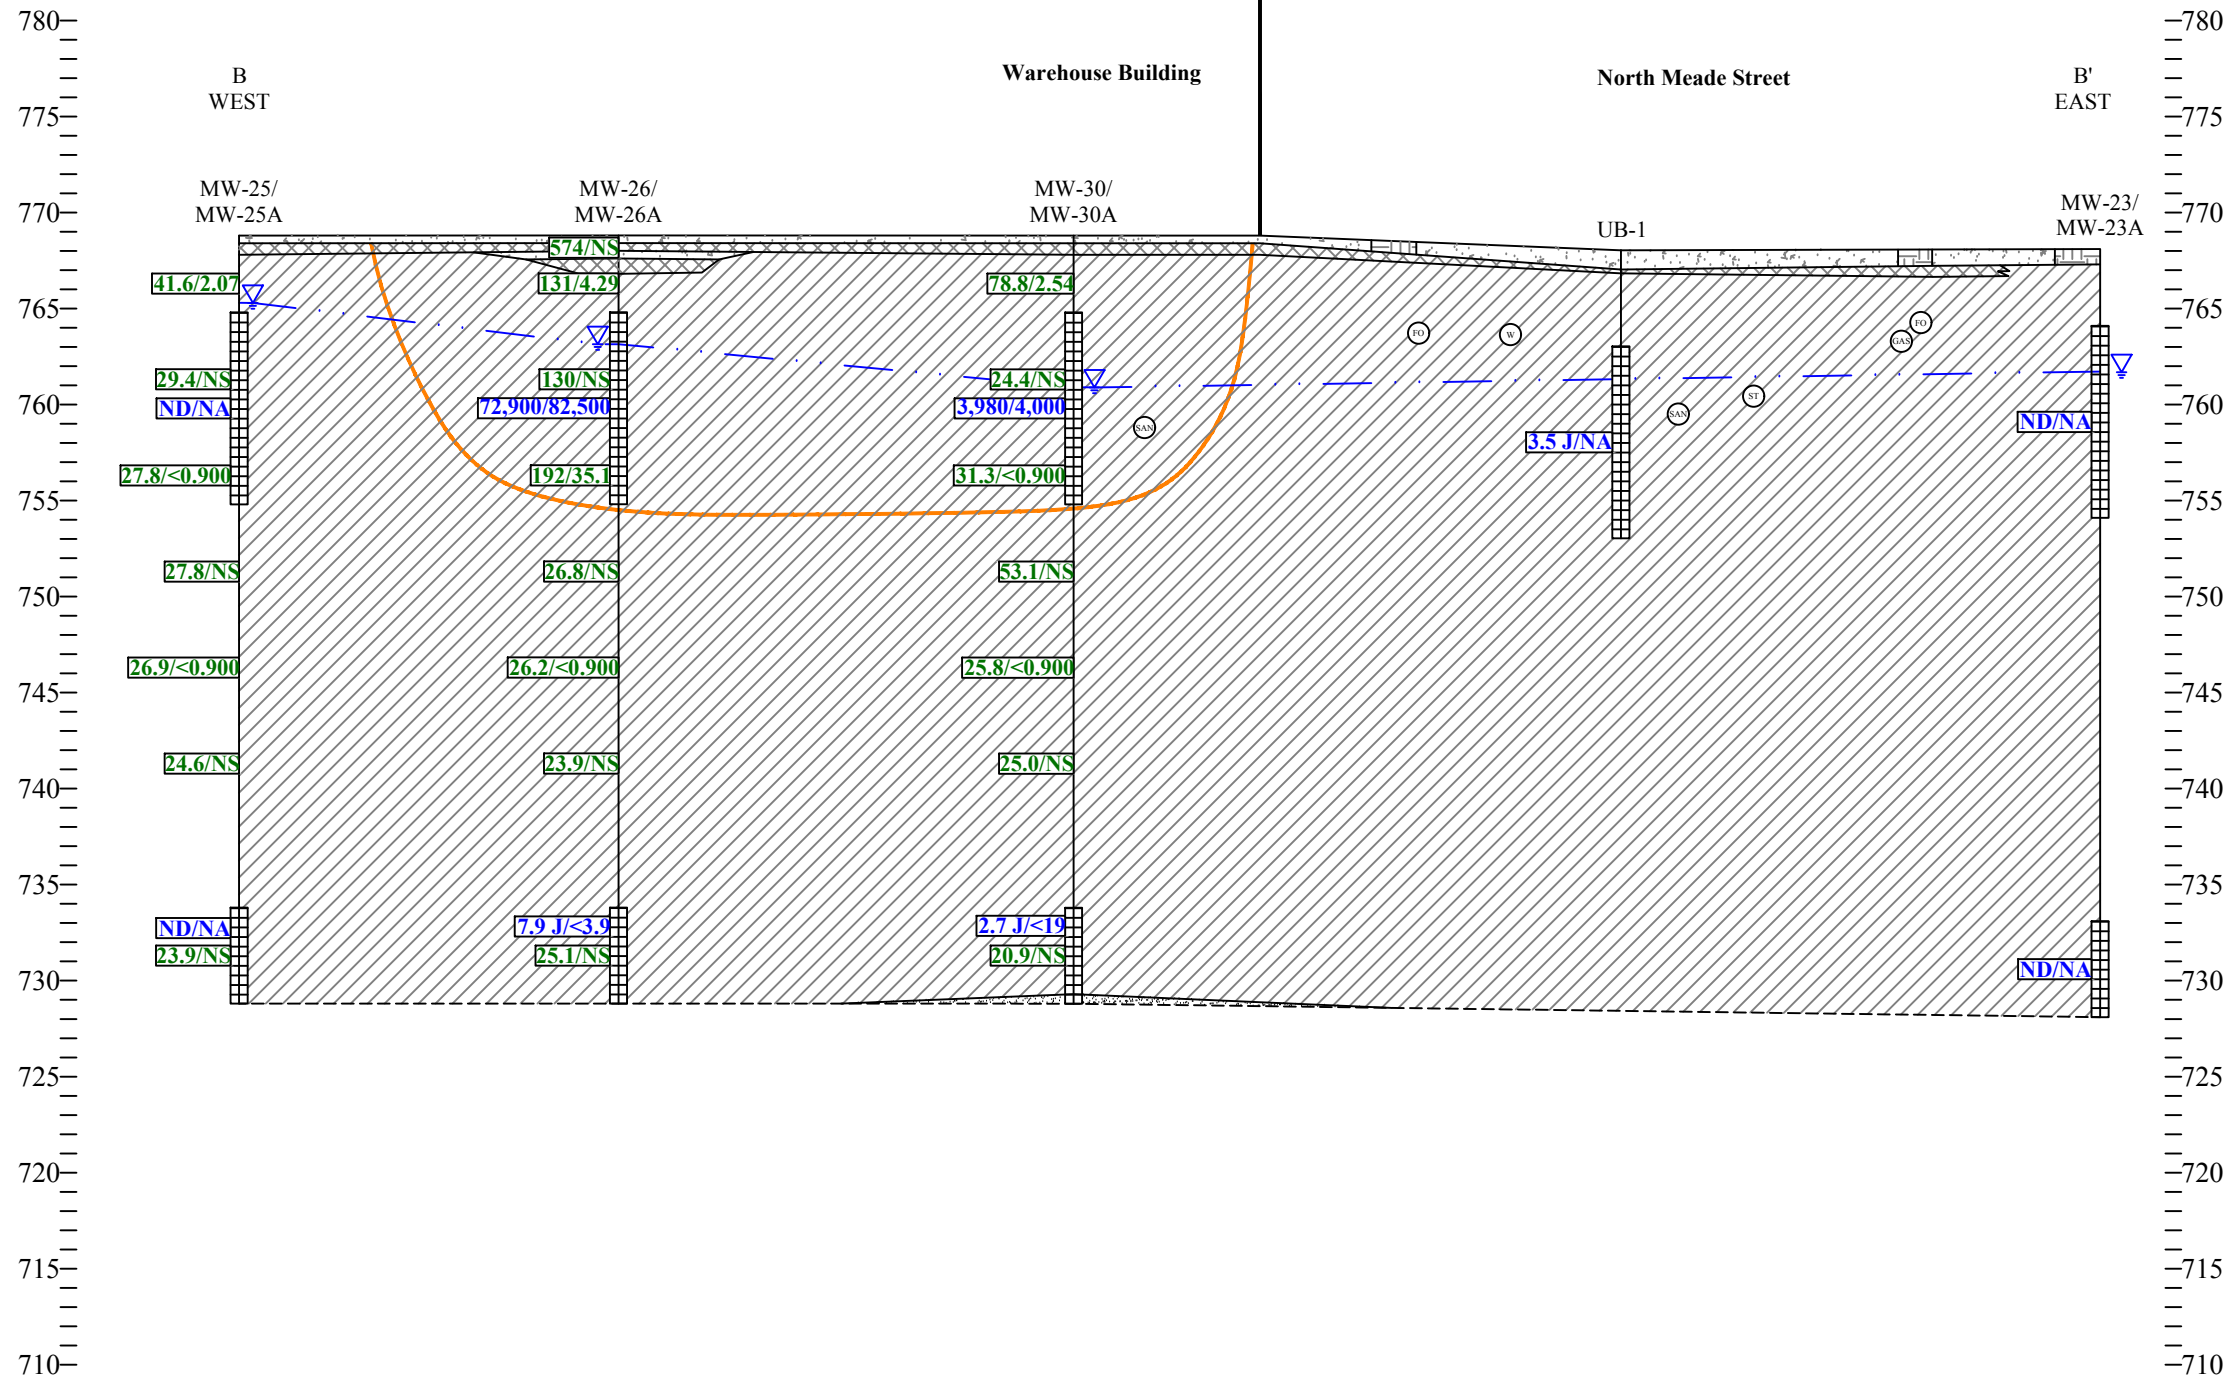 780
780
Warehouse Building
North Meade Street
B
WEST
B'
EAST
775
775
MW-25/
MW-25A
MW-26/
MW-26A
MW-30/
MW-30A
MW-23/
MW-23A
770
770
UB-1
574/NS
41.6/2.07
131/4.29
78.8/2.54
765
765
FO
W
GAS
FO
29.4/NS
130/NS
24.4/NS
ND/NA
72,900/82,500
3,980/4,000
760
760
SAN
SAN
ST
ND/NA
3.5 J/NA
27.8/<0.900
192/35.1
31.3/<0.900
755
755
27.8/NS
26.8/NS
53.1/NS
750
750
26.9/<0.900
26.2/<0.900
25.8/<0.900
745
745
24.6/NS
23.9/NS
25.0/NS
740
740
735
735
ND/NA
7.9 J/<3.9
2.7 J/<19
23.9/NS
25.1/NS
20.9/NS
ND/NA
730
730
725
725
720
720
715
715
710
710